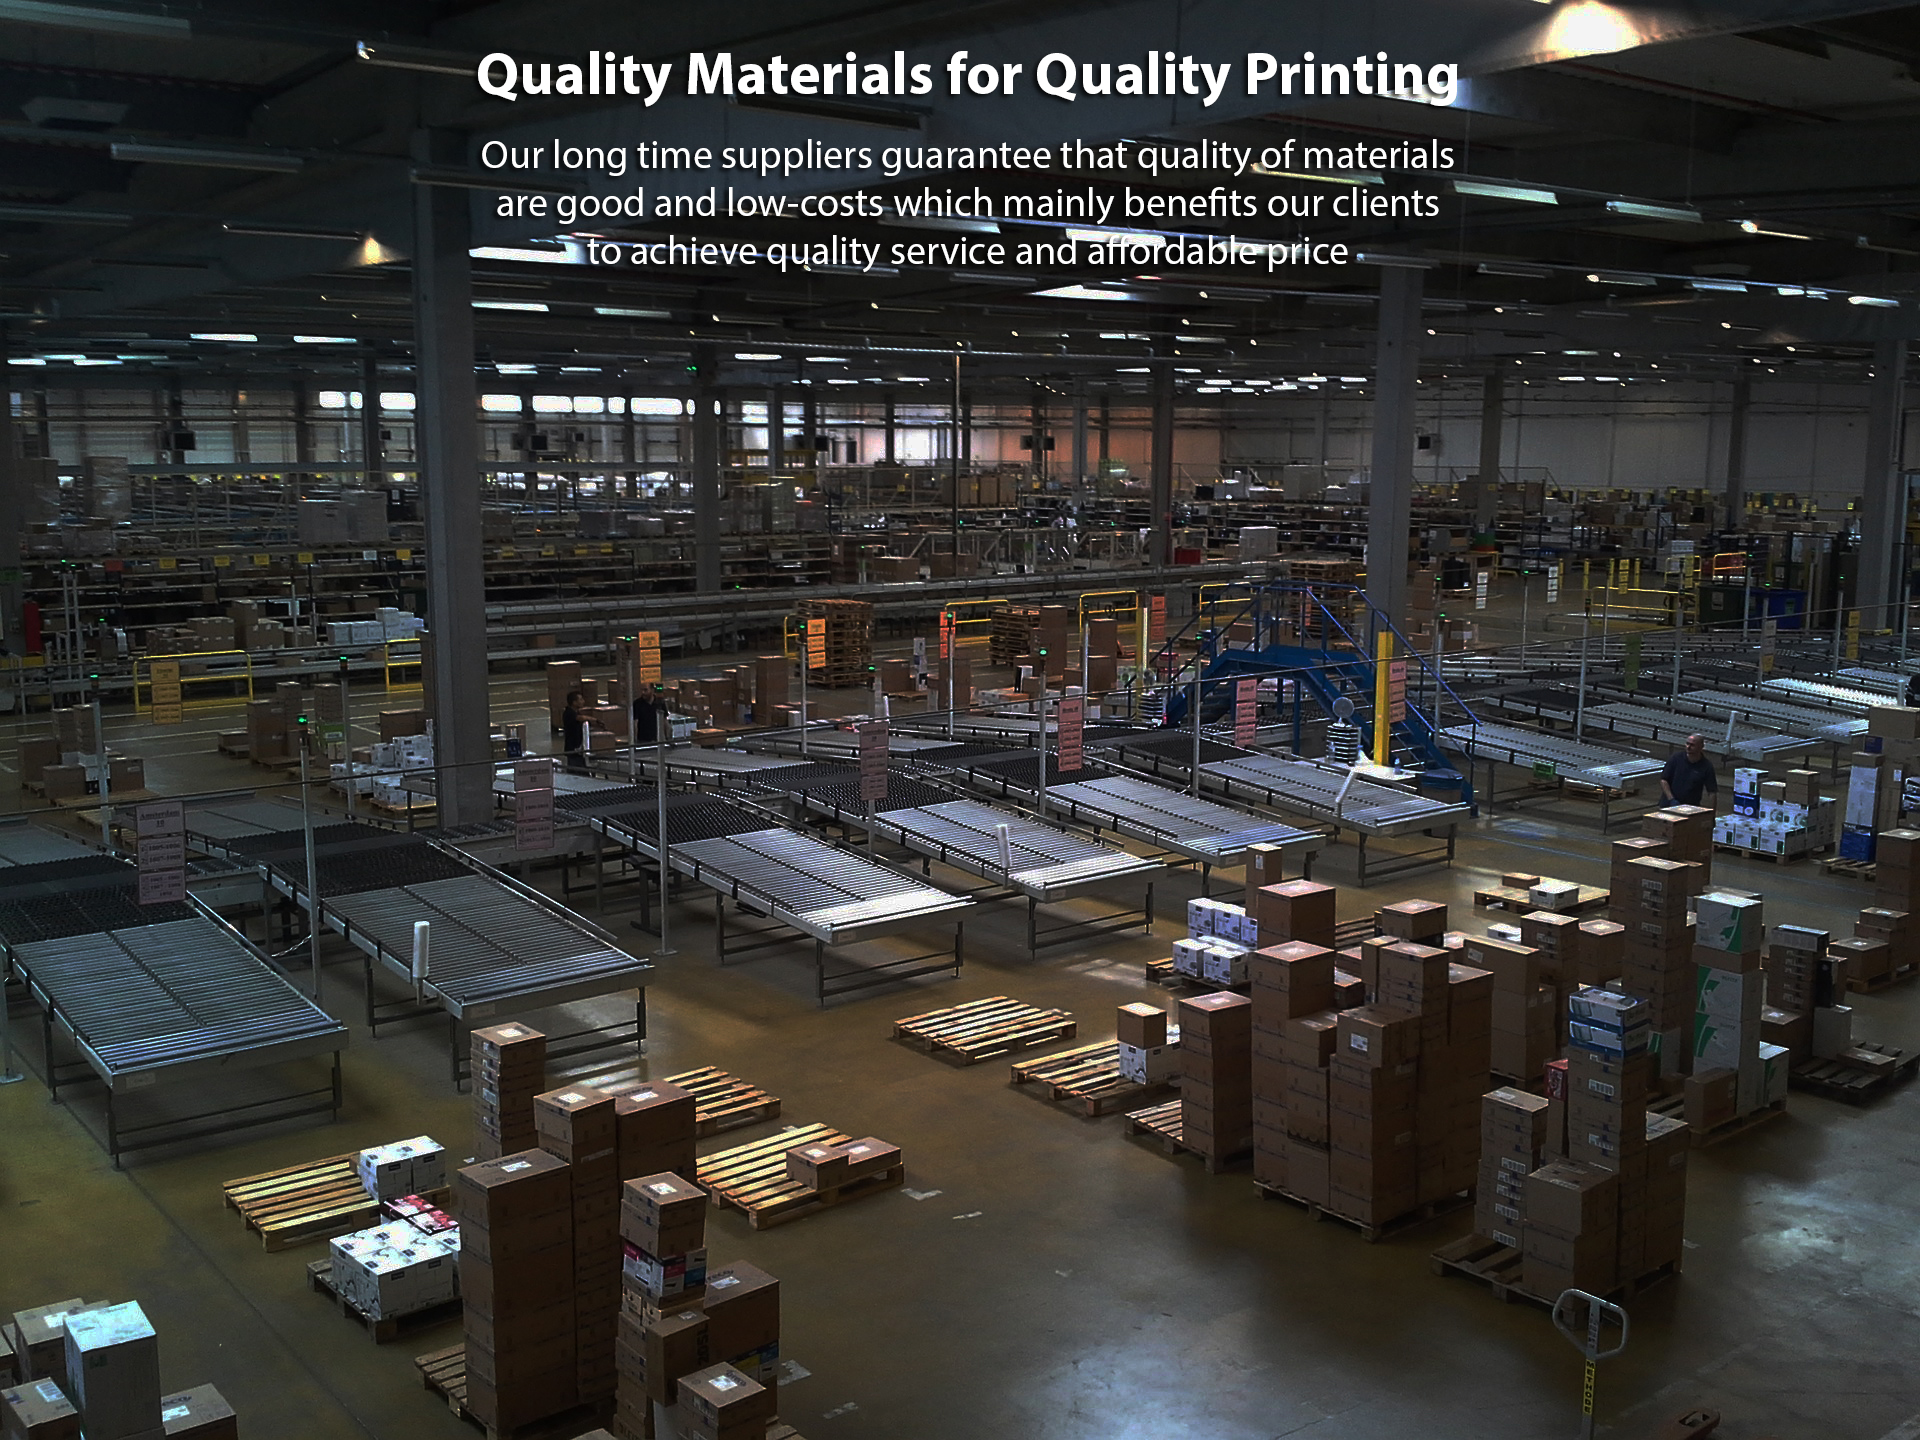 Quality Materials for Quality Printing
Our long time suppliers guarantee that quality of materials
are good and low-costs which mainly benefits our clients
to achieve quality service and affordable price
Amsterdam